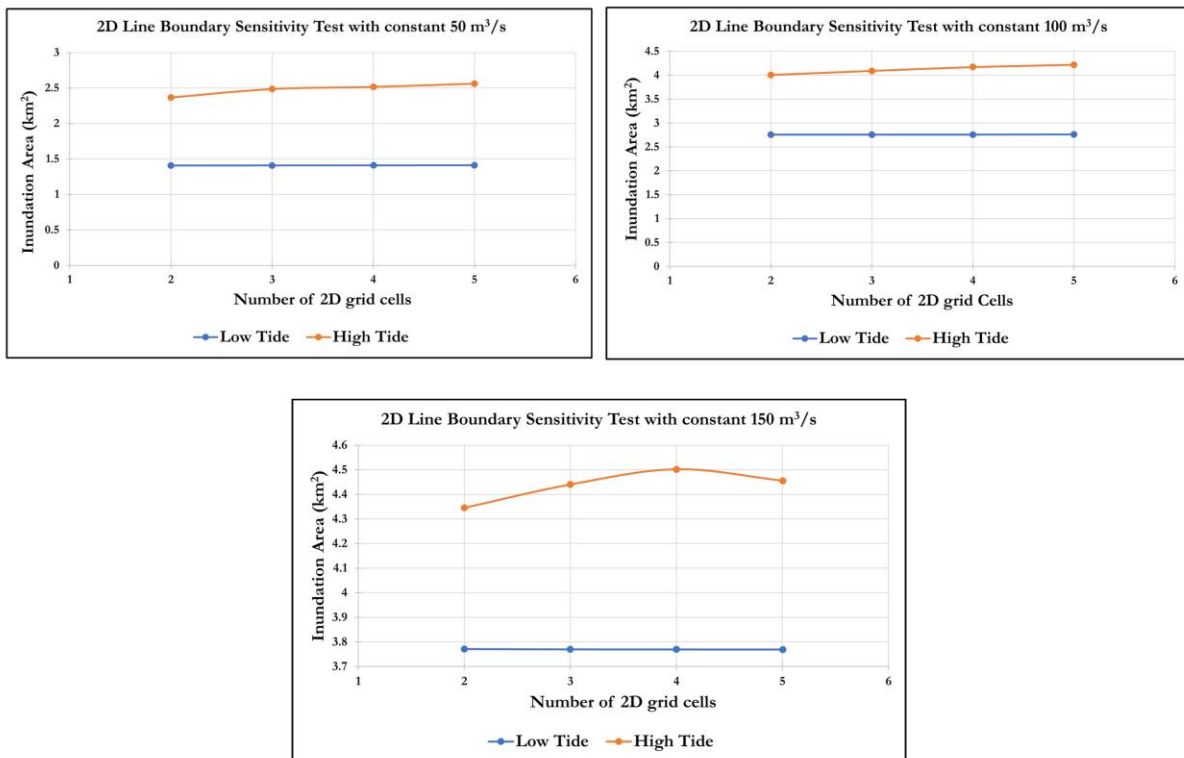 2D Line Boundary Sensitivity Test with constant 50 m³/s
Inundation Area (km²)
3
2.5
2
1.5
1
0.5
0
1 2 3 4 5 6
Number of 2D grid cells
Low Tide High Tide
2D Line Boundary Sensitivity Test with constant 100 m³/s
Inundation Area (km²)
4.5
4
3.5
3
2.5
2
1.5
1
0.5
0
1 2 3 4 5 6
Number of 2D grid Cells
Low Tide High Tide
2D Line Boundary Sensitivity Test with constant 150 m³/s
Inundation Area (km²)
4.6
4.5
4.4
4.3
4.2
4.1
4
3.9
3.8
3.7
1 2 3 4 5 6
Number of 2D grid cells
Low Tide High Tide